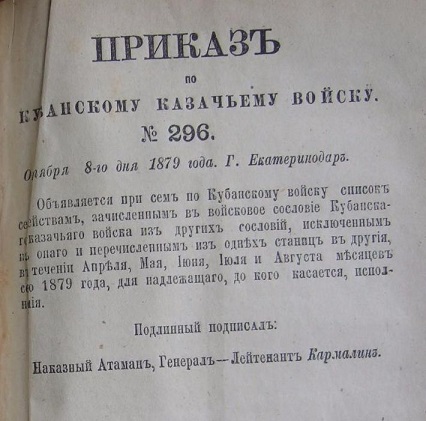 ПРИКАЗЪ
ПО
КУБАНСКОМУ КАЗАЧЬЕМУ ВОЙСКУ.
№ 296.
8-го дня 1879 года. Г. Екатеринодаръ.
Объявляется при семъ по Кубанскому войску списокъ
семействамъ, зачисленнымъ въ войсковое сословіе Кубанска-
го казачьяго войска изъ другихъ сословій, исключеннымъ
изъ онаго и перечисленнымъ изъ однѣхъ станицъ въ другія,
въ теченіи Апрѣля, Мая, Іюня, Іюля и Августа мѣсяцевъ
сего 1879 года, для надлежащаго, до кого касается, испол-
ненія.
Подлинный подписалъ:
Наказный Атаманъ, Генералъ—Лейтенантъ Кармалинъ.